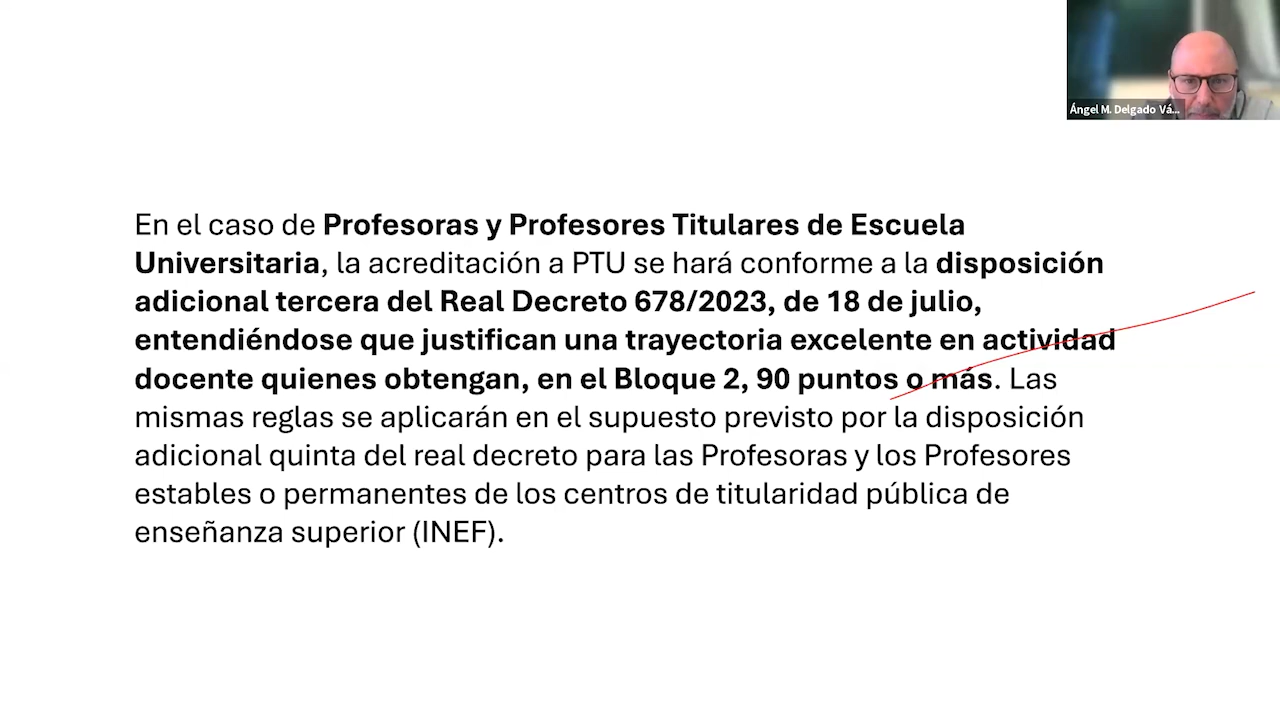 Ángel M. Delgado Vá...
En el caso de Profesoras y Profesores Titulares de Escuela
Universitaria, la acreditación a PTU se hará conforme a la disposición
adicional tercera del Real Decreto 678/2023, de 18 de julio,
entendiéndose que justifican una trayectoria excelente en actividad
docente quienes obtengan, en el Bloque 2, 90 puntos o más. Las
mismas reglas se aplicarán en el supuesto previsto por la disposición
adicional quinta del real decreto para las Profesoras y los Profesores
estables o permanentes de los centros de titularidad pública de
enseñanza superior (INEF).